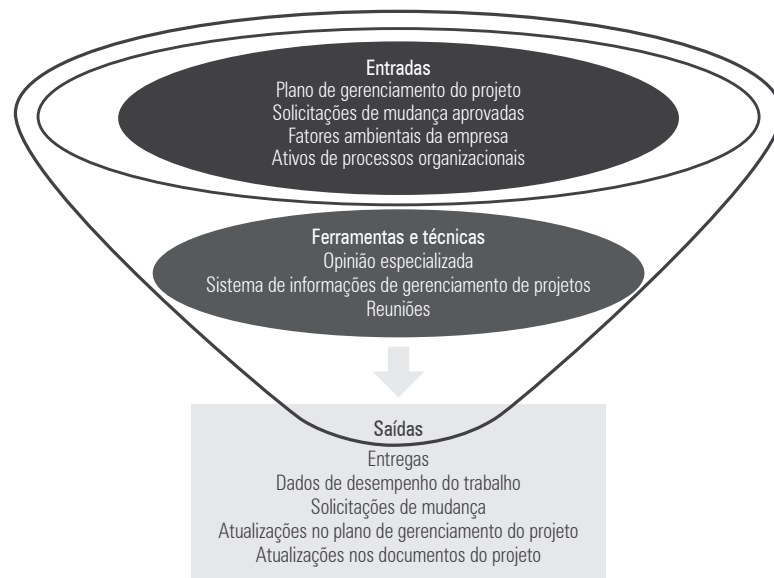 Entradas
Plano de gerenciamento do projeto
Solicitações de mudança aprovadas
Fatores ambientais da empresa
Ativos de processos organizacionais
Ferramentas e técnicas
Opinião especializada
Sistema de informações de gerenciamento de projetos
Reuniões
Saídas
Entregas
Dados de desempenho do trabalho
Solicitações de mudança
Atualizações no plano de gerenciamento do projeto
Atualizações nos documentos do projeto